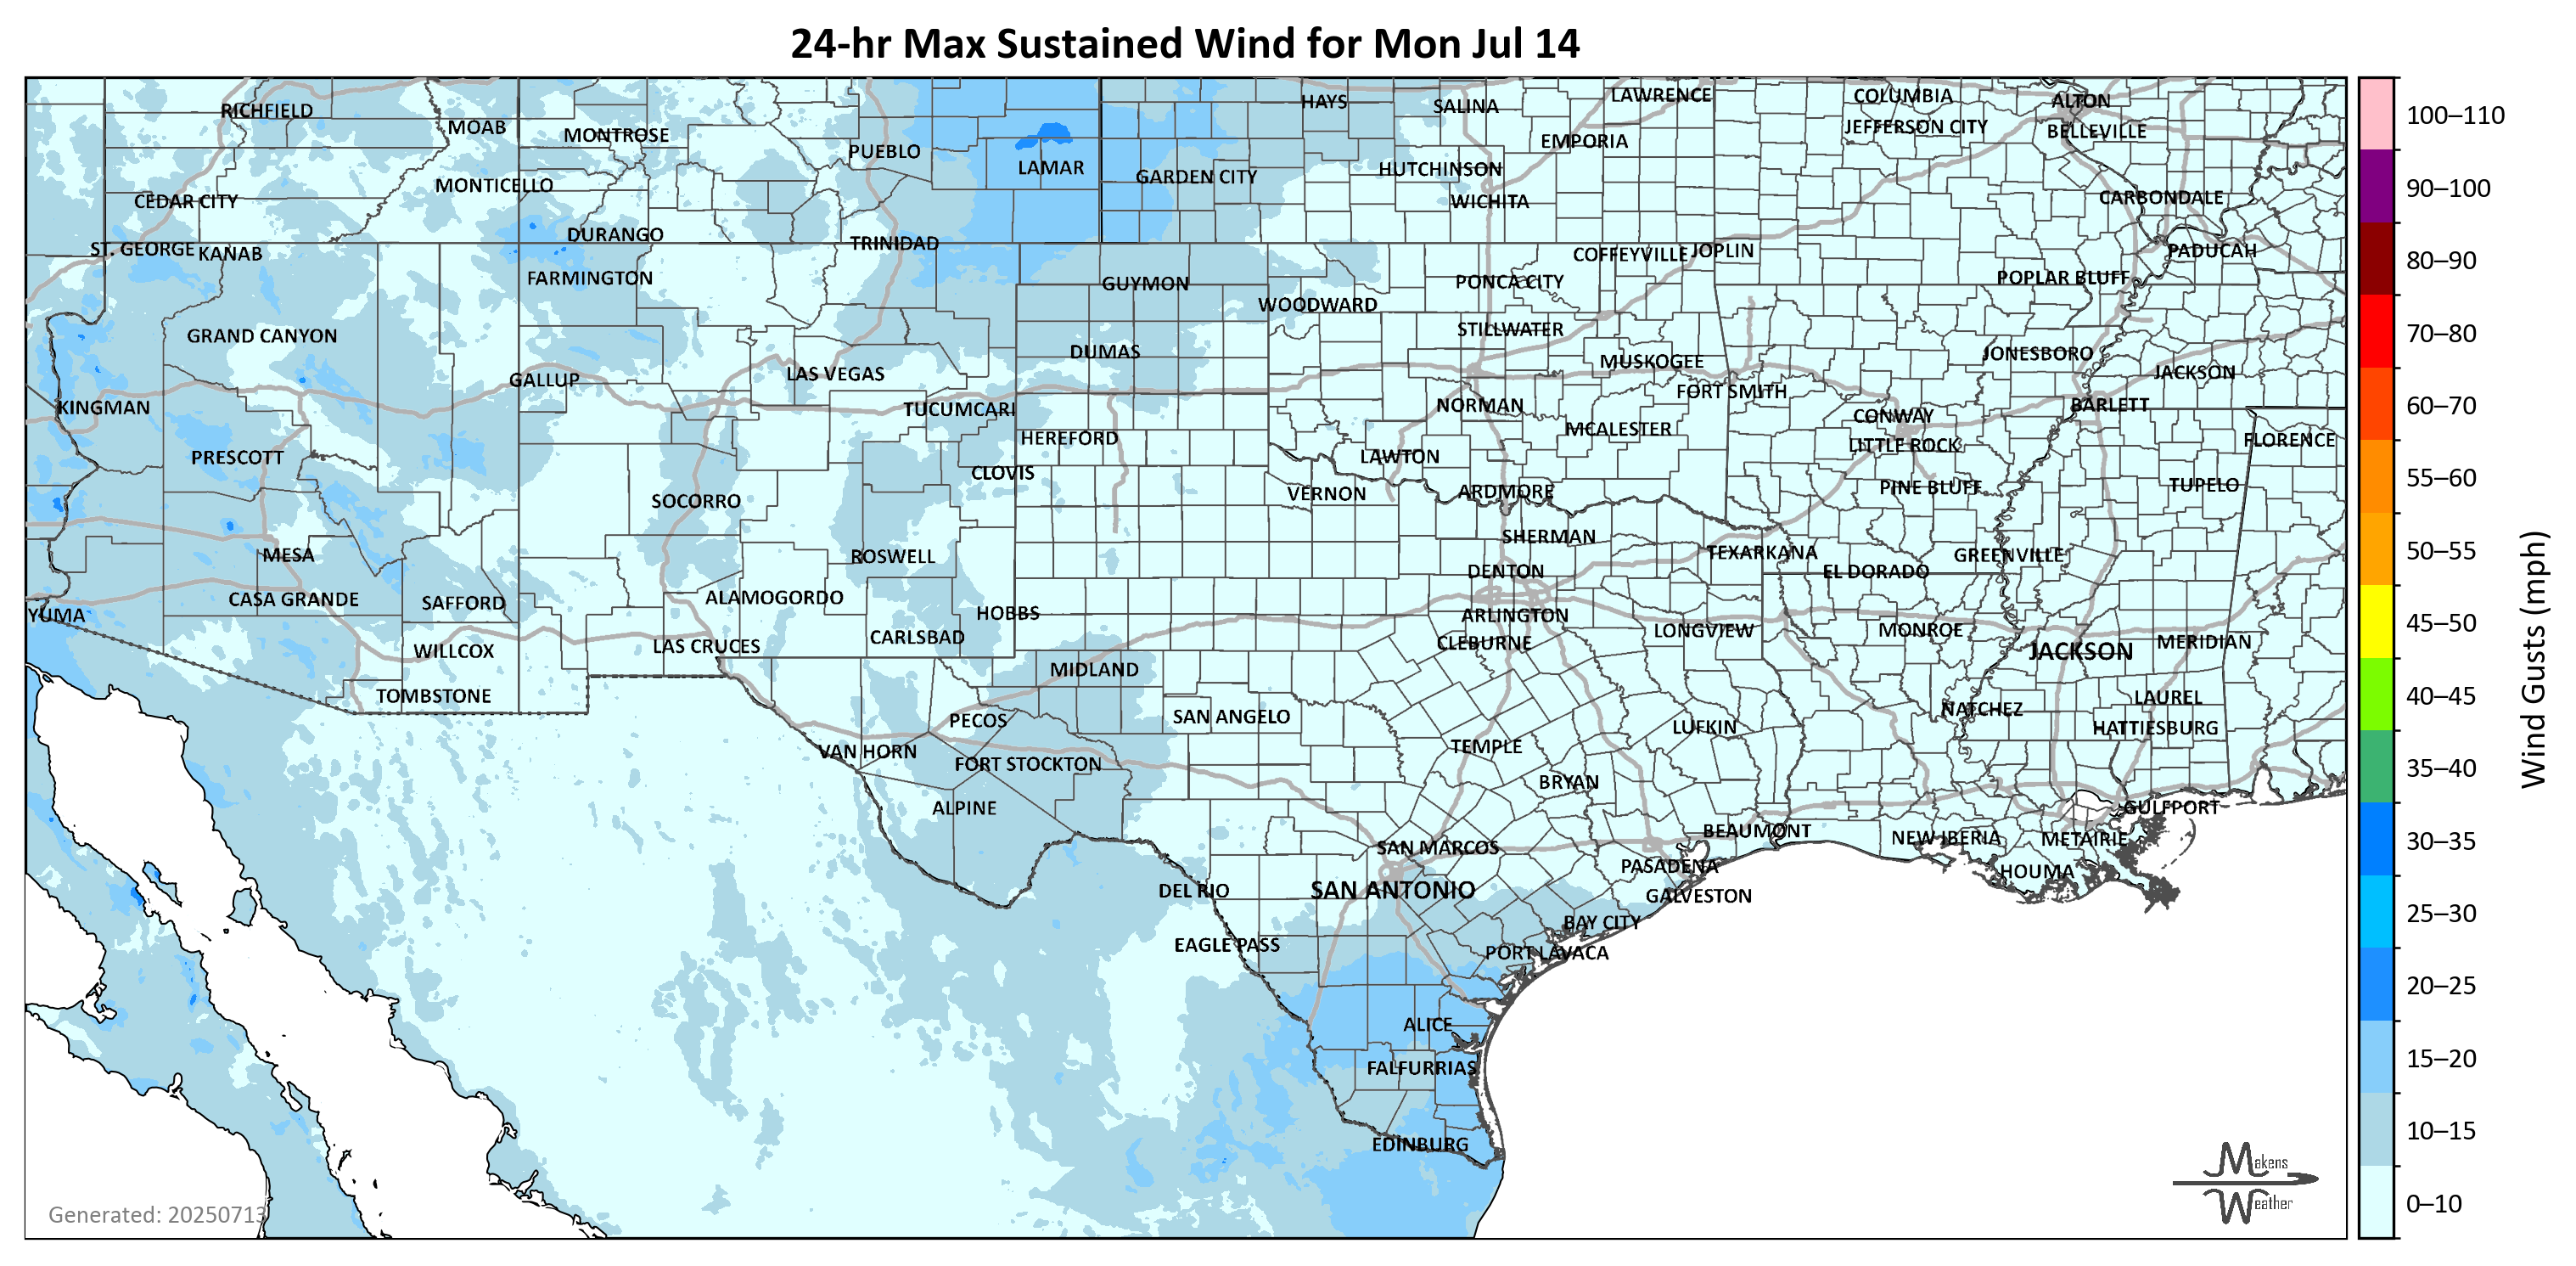 24-hr Max Sustained Wind for Mon Jul 14
RICHFIELD
MOAB
MONTROSE
PUEBLO
LAMAR
HAYS
SALINA
LAWRENCE
COLUMBIA
ALTON
JEFFERSON CITY
BELLEVILLE
EMPORIA
HUTCHINSON
GARDEN CITY
WICHITA
CEDAR CITY
MONTICELLO
CARBONDALE
ST. GEORGE
KANAB
DURANGO
TRINIDAD
COFFEYVILLE
JOPLIN
PADUCAH
FARMINGTON
GUYMON
PONCA CITY
POPLAR BLUFF
WOODWARD
GRAND CANYON
STILLWATER
DUMAS
MUSKOGEE
JONESBORO
GALLUP
LAS VEGAS
FORT SMITH
JACKSON
KINGMAN
TUCUMCARI
NORMAN
CONWAY
BARLETT
HEREFORD
MCALESTER
LITTLE ROCK
FLORENCE
PRESCOTT
CLOVIS
LAWTON
SOCORRO
VERNON
ARDMORE
PINE BLUFF
TUPELO
MESA
ROSWELL
SHERMAN
TEXARKANA
GREENVILLE
DENTON
EL DORADO
YUMA
CASA GRANDE
SAFFORD
ALAMOGORDO
HOBBS
ARLINGTON
WILLCOX
LAS CRUCES
CARLSBAD
CLEBURNE
LONGVIEW
MONROE
JACKSON
MERIDIAN
TOMBSTONE
MIDLAND
LAUREL
PECOS
SAN ANGELO
LUFKIN
NATCHEZ
HATTIESBURG
VAN HORN
FORT STOCKTON
TEMPLE
ALPINE
BRYAN
GULFPORT
BEAUMONT
NEW IBERIA
METAIRIE
SAN MARCOS
PASADENA
HOUMA
DEL RIO
SAN ANTONIO
GALVESTON
BAY CITY
EAGLE PASS
PORT LAVACA
ALICE
FALFURRIAS
EDINBURG
Generated: 20250713
Makens
Weather
100–110
90–100
80–90
70–80
60–70
55–60
50–55
45–50
40–45
35–40
30–35
25–30
20–25
15–20
10–15
0–10
Wind Gusts (mph)